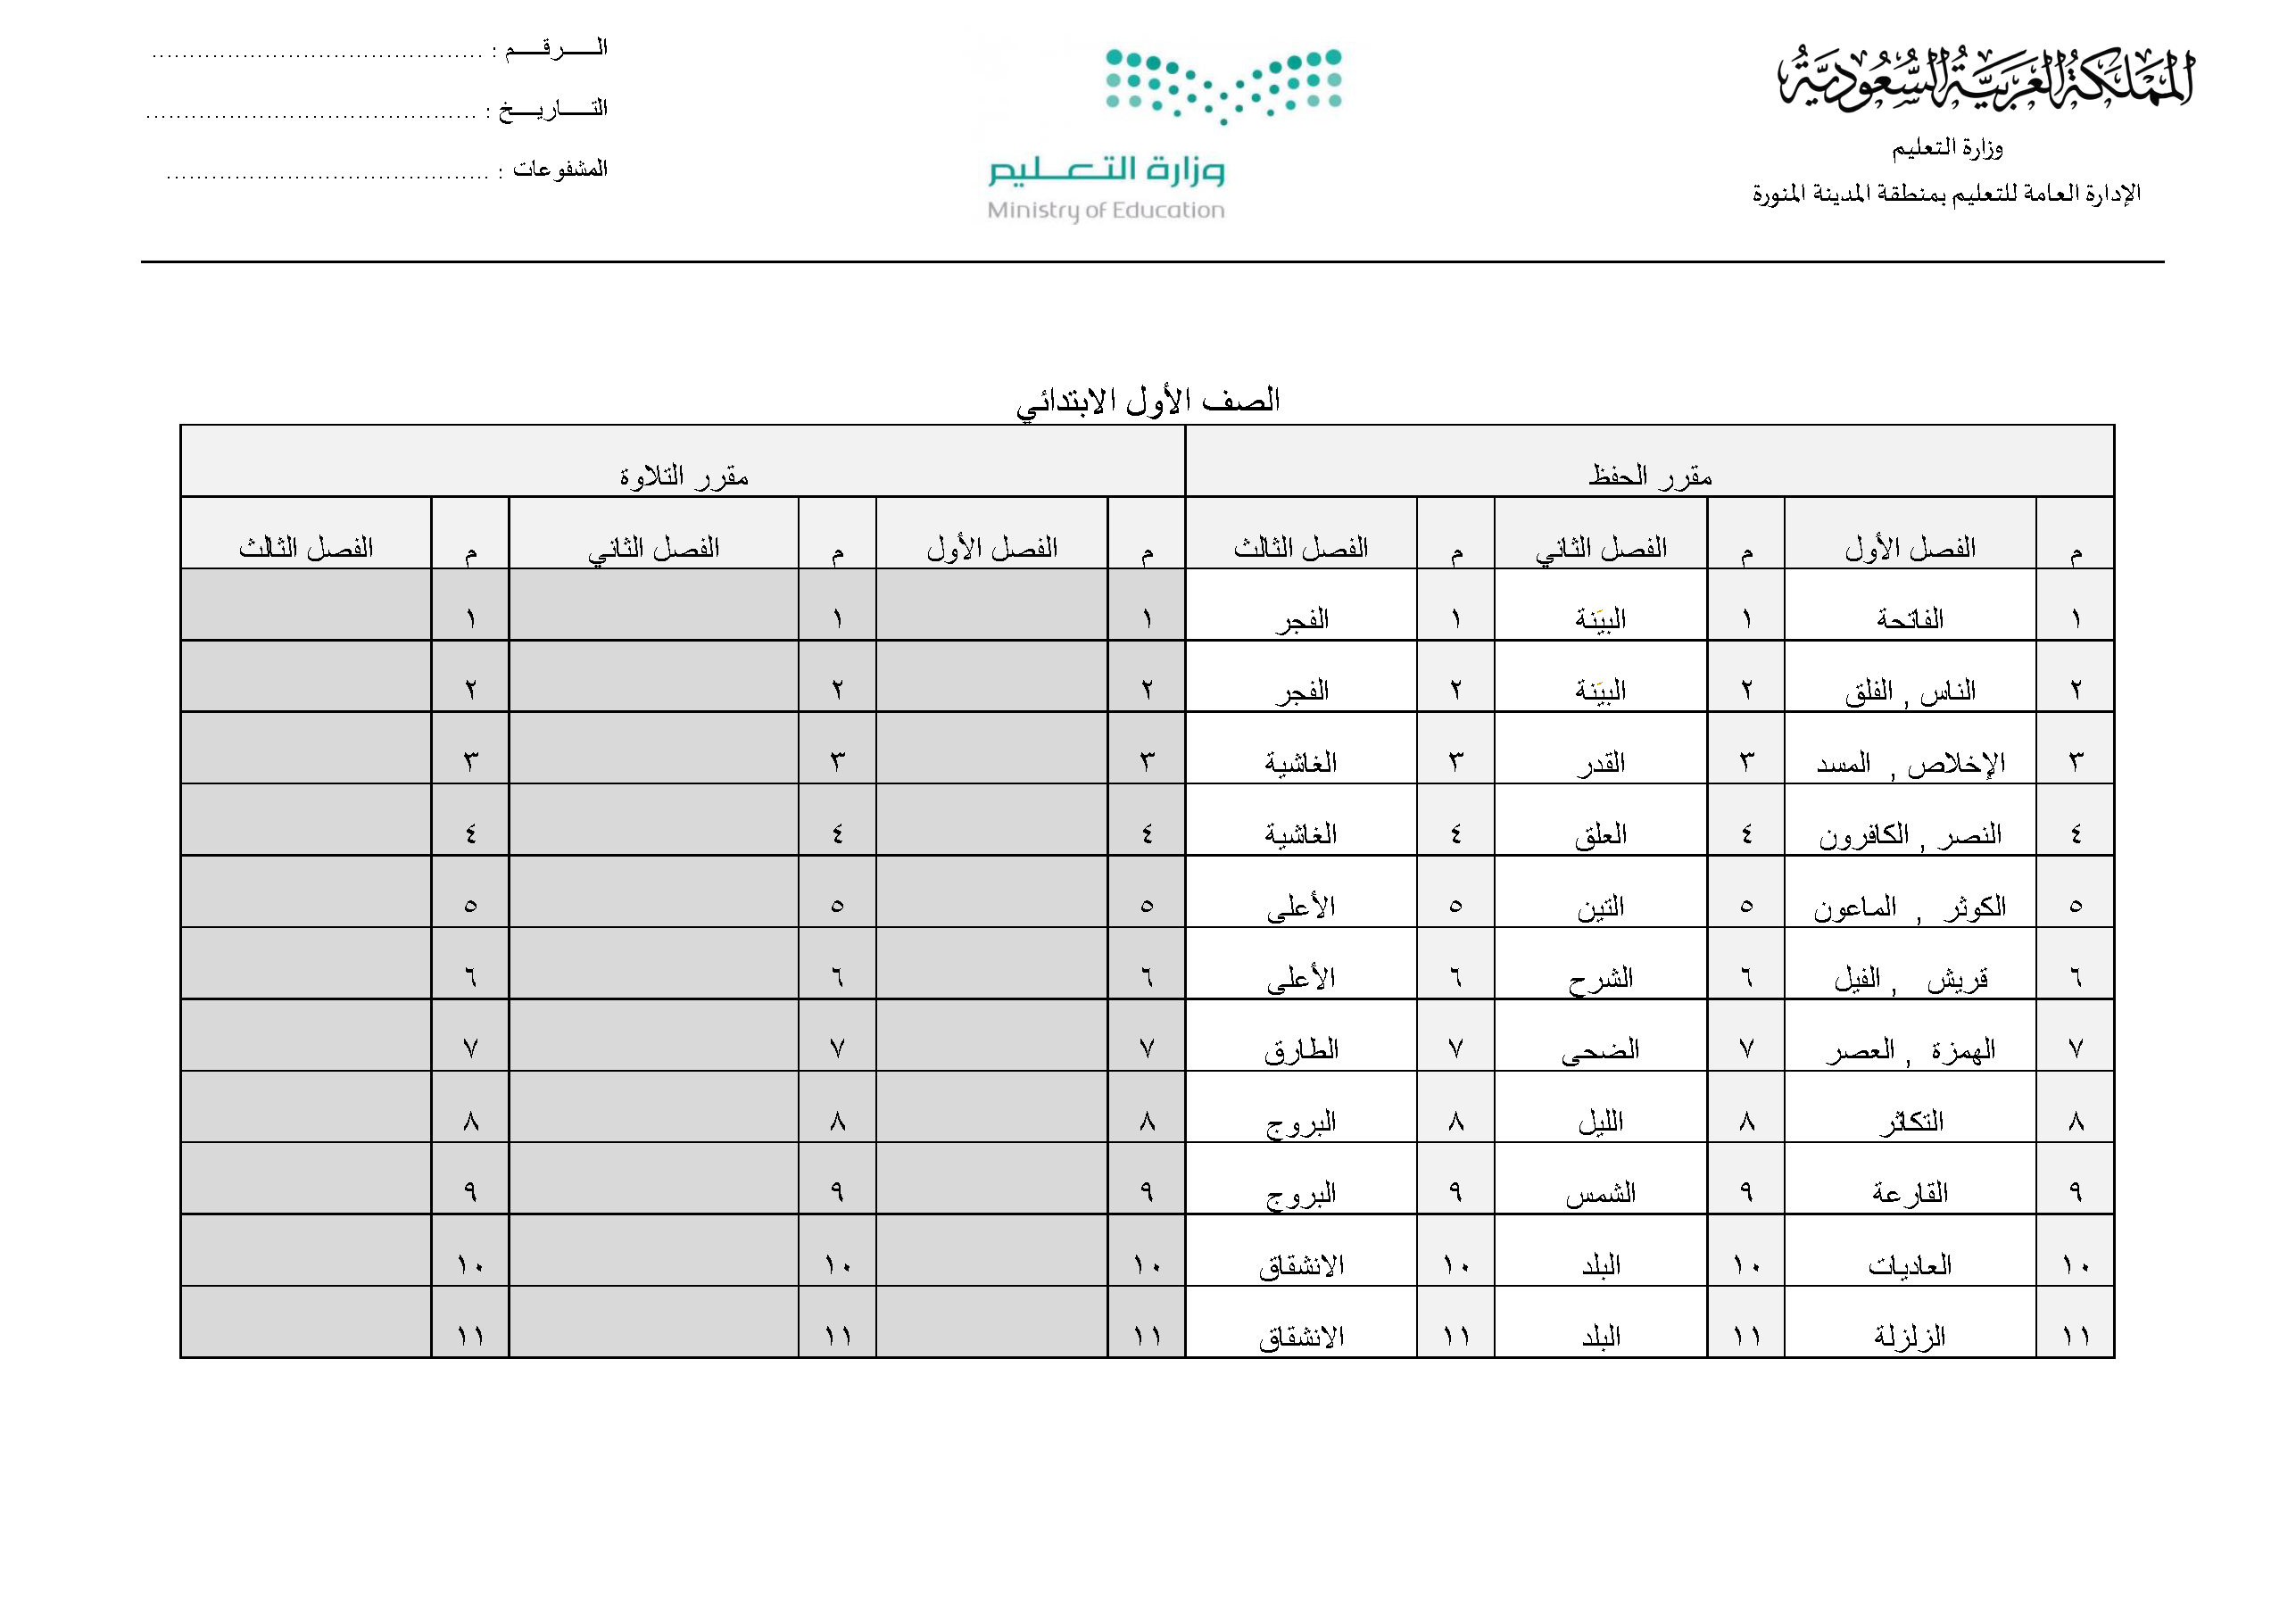 المملكة العربية السعودية
وزارة التعليم
الإدارة العامة للتعليم بمنطقة المدينة المنورة
وزارة التعـليم
Ministry of Education
الـــرقـــم : ............................................
التـــاريـــخ : ............................................
المشفوعات : ...........................................
الصف الأول الابتدائي
مقرر الحفظ مقرر التلاوة
م الفصل الأول م الفصل الثاني م الفصل الثالث م الفصل الأول م الفصل الثاني م الفصل الثالث
١ الفاتحة ١ البيَنة ١ الفجر ١ ١ ١
٢ الناس , الفلق ٢ البيَنة ٢ الفجر ٢ ٢ ٢
٣ الإخلاص , المسد ٣ القدر ٣ الغاشية ٣ ٣ ٣
٤ النصر , الكافرون ٤ العلق ٤ الغاشية ٤ ٤ ٤
٥ الكوثر , الماعون ٥ التين ٥ الأعلى ٥ ٥ ٥
٦ قريش , الفيل ٦ الشرح ٦ الأعلى ٦ ٦ ٦
٧ الهمزة , العصر ٧ الضحى ٧ الطارق ٧ ٧ ٧
٨ التكاثر ٨ الليل ٨ البروج ٨ ٨ ٨
٩ القارعة ٩ الشمس ٩ البروج ٩ ٩ ٩
١٠ العاديات ١٠ البلد ١٠ الانشقاق ١٠ ١٠ ١٠
١١ الزلزلة ١١ البلد ١١ الانشقاق ١١ ١١ ١١